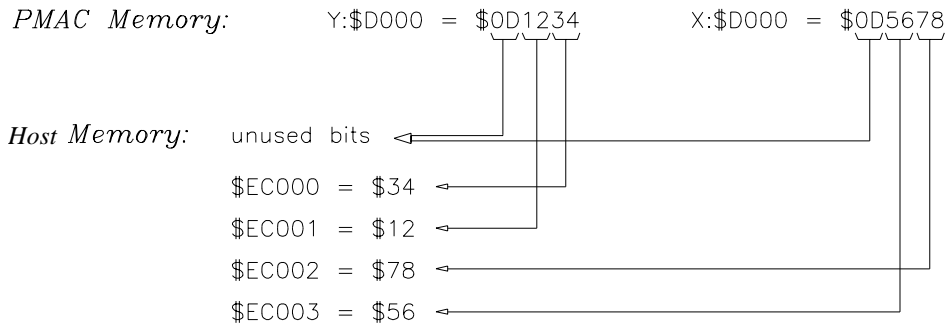 PMAC Memory: Y:$D000 = $0D1234 X:$D000 = $0D5678
Host Memory: unused bits
$EC000 = $34
$EC001 = $12
$EC002 = $78
$EC003 = $56